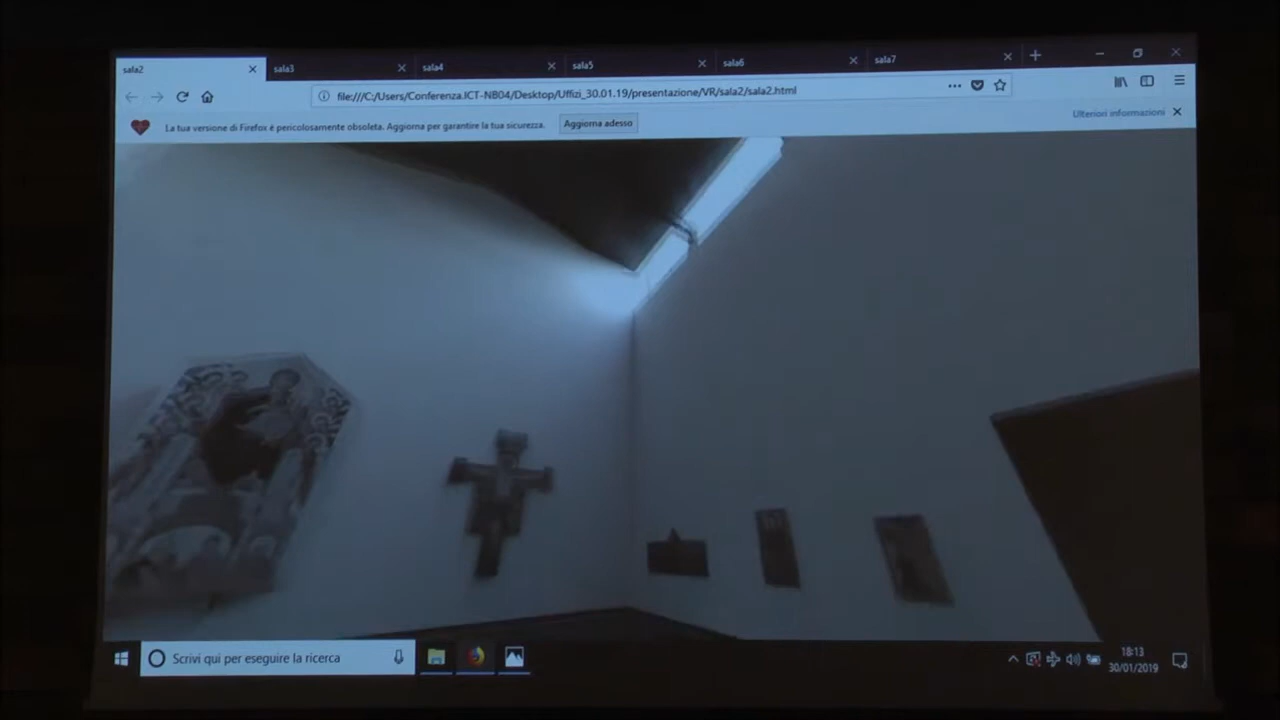 sala2 sala3 sala4 sala5 sala6 sala7
file:///C:/Users/Conferenza.ICT-NB04/Desktop/Uffizi_30.01.19/presentazione/VR/sala2/sala2.html
La tua versione di Firefox è pericolosamente obsoleta. Aggiorna per garantire la tua sicurezza. Aggiorna adesso Ulteriori informazioni
Scrivi qui per eseguire la ricerca
18:13
30/01/2019